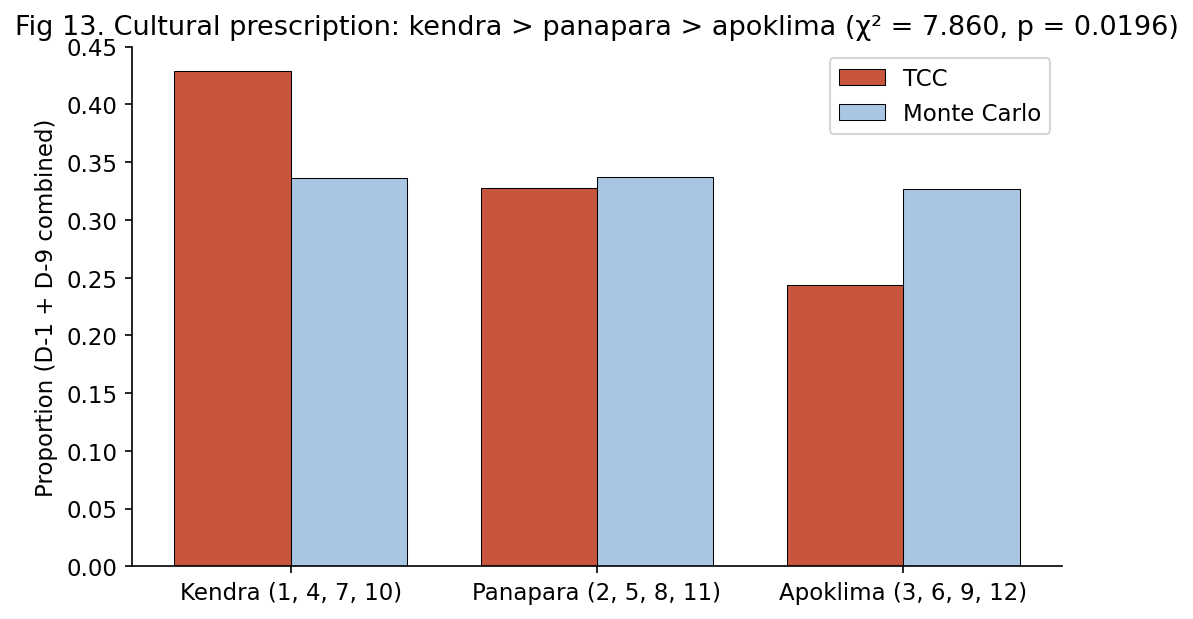 Fig 13. Cultural prescription: kendra > panapara > apoklima (χ² = 7.860, p = 0.0196)
TCC
Monte Carlo
Proportion (D-1 + D-9 combined)
0.45
0.40
0.35
0.30
0.25
0.20
0.15
0.10
0.05
0.00
Kendra (1, 4, 7, 10)
Panapara (2, 5, 8, 11)
Apoklima (3, 6, 9, 12)